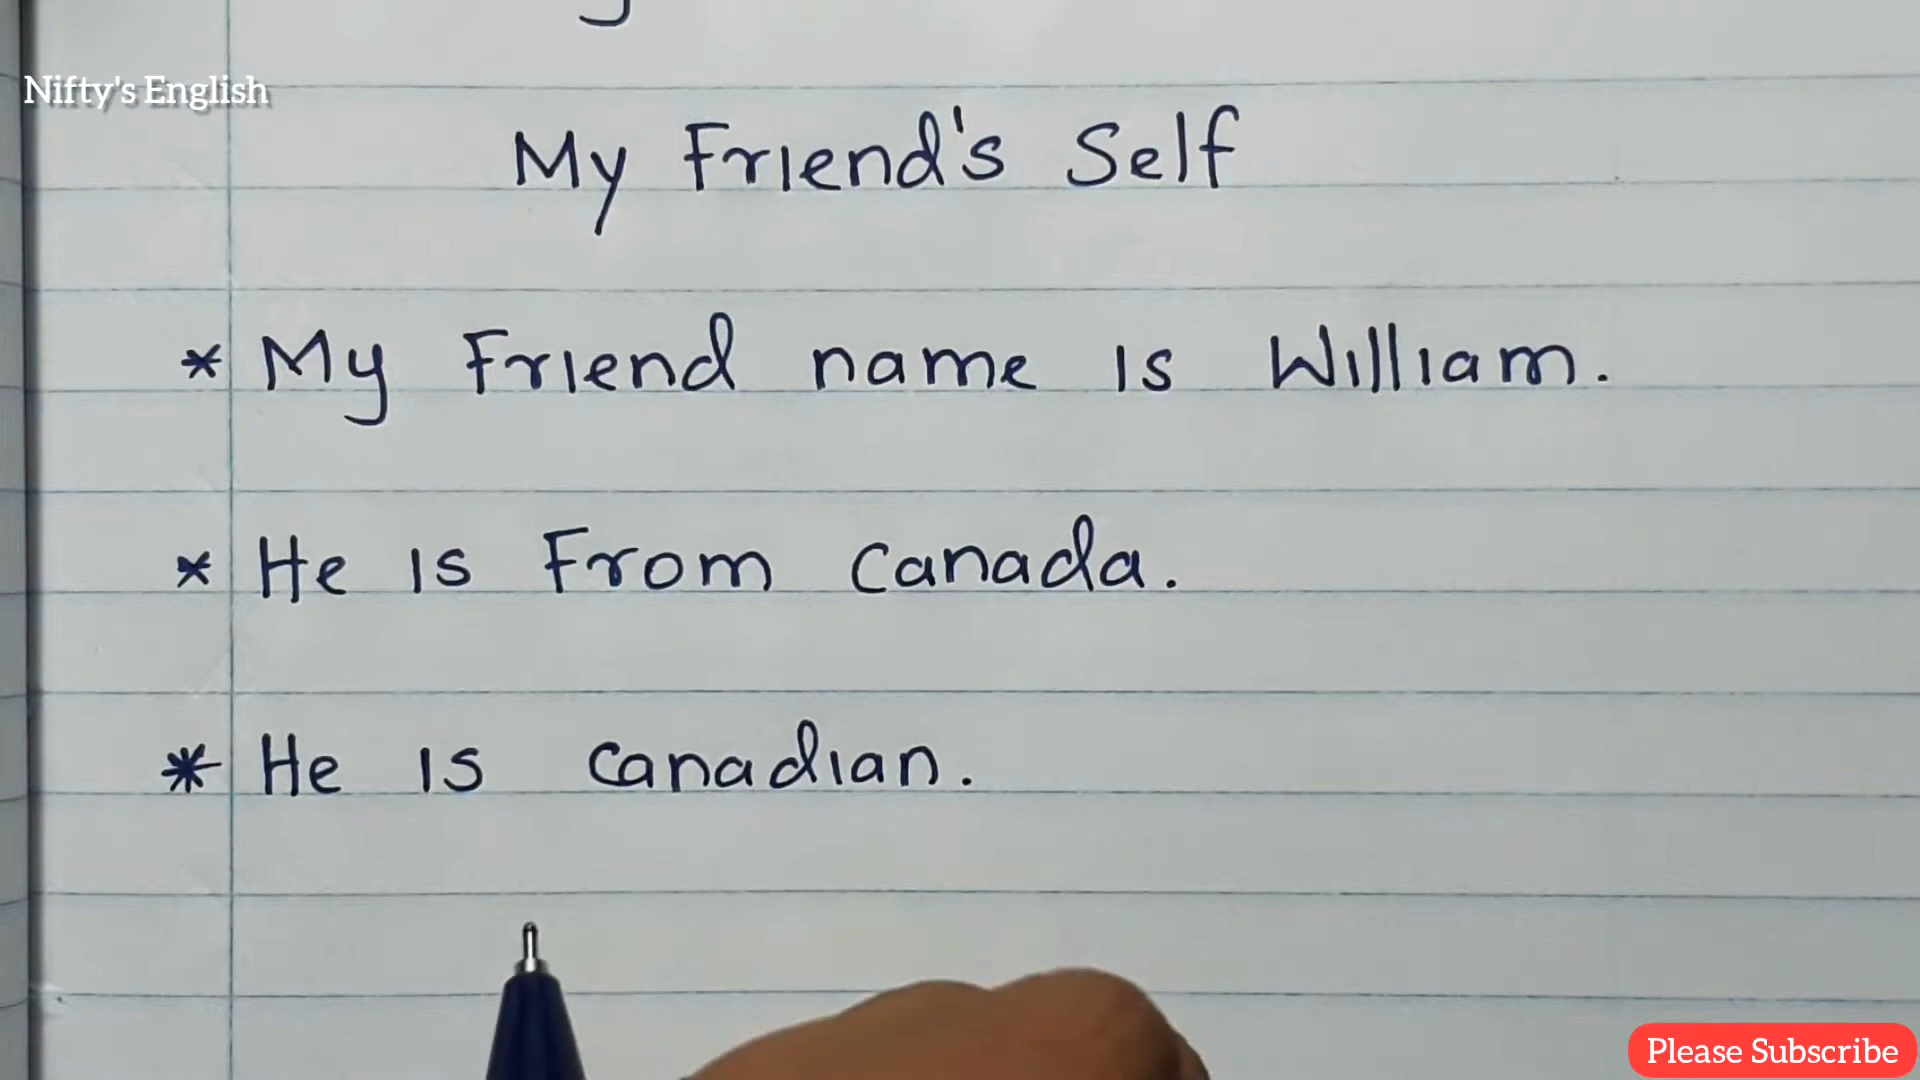 Nifty's English
My Friend's Self
* My Friend name is William.
* He is From Canada.
* He is canadian.
Please Subscribe